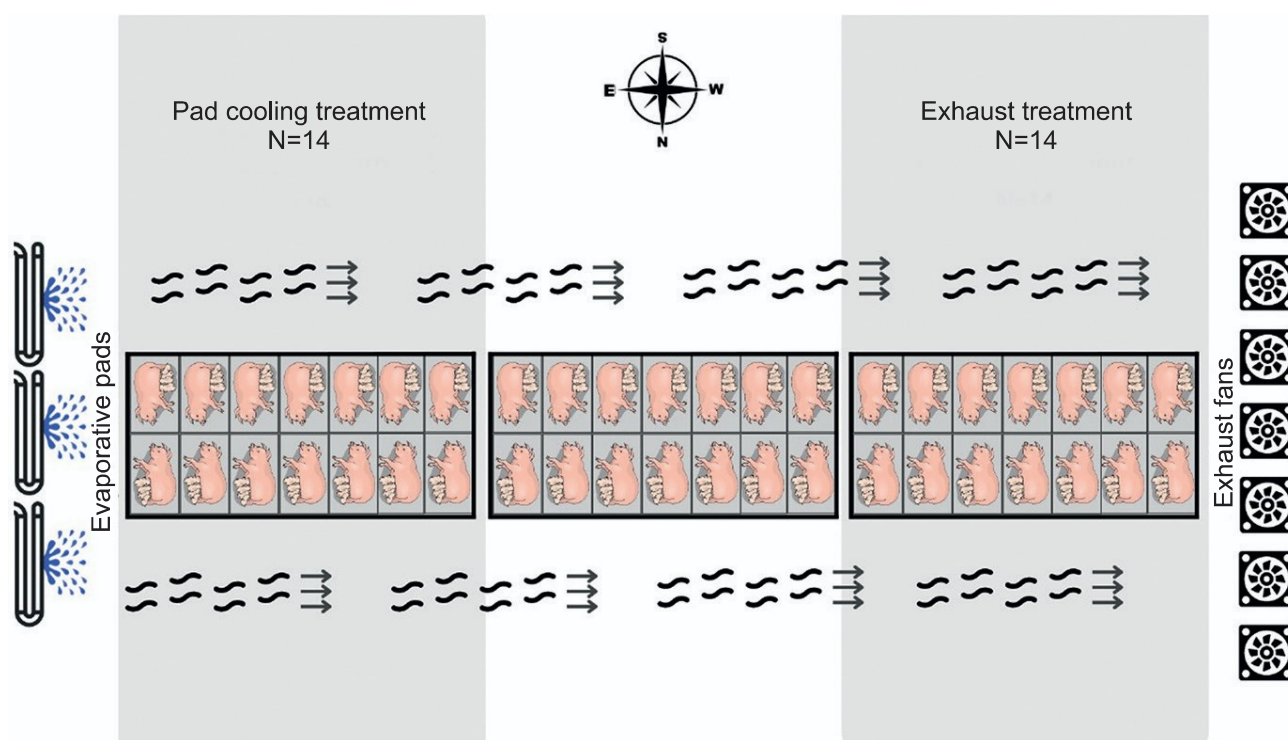 Pad cooling treatment
N=14
S
E
W
N
Exhaust treatment
N=14
Evaporative pads
Exhaust fans